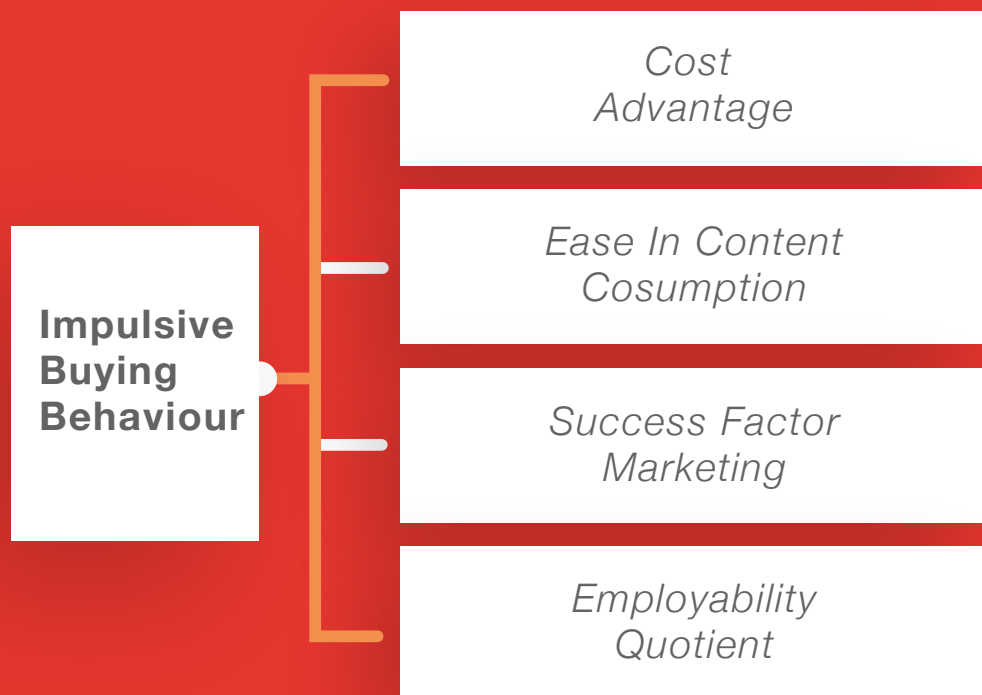 Impulsive
Buying
Behaviour
Cost
Advantage
Ease In Content
Cosumption
Success Factor
Marketing
Employability
Quotient